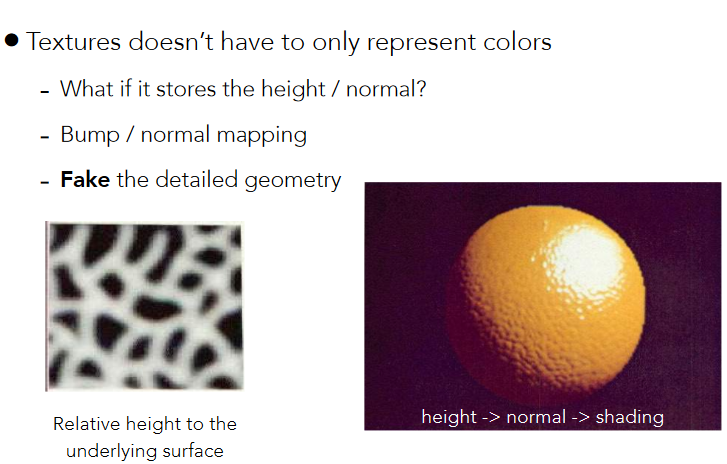 ● Textures doesn't have to only represent colors
- What if it stores the height / normal?
- Bump / normal mapping
- Fake the detailed geometry
height -> normal -> shading
Relative height to the
underlying surface